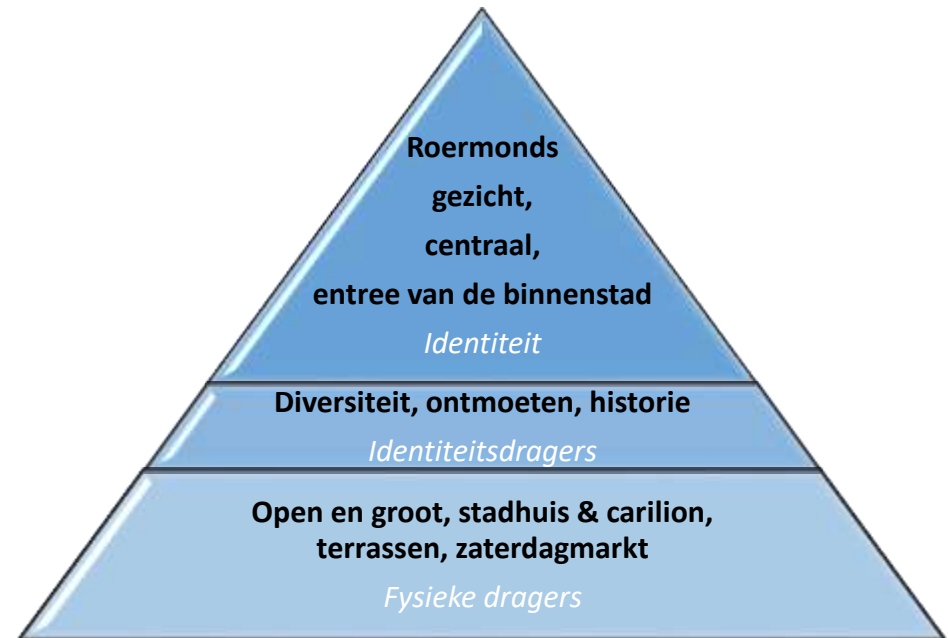 Roermonds
gezicht,
centraal,
entree van de binnenstad
Identiteit
Diversiteit, ontmoeten, historie
Identiteitsdragers
Open en groot, stadhuis & carilion,
terrassen, zaterdagmarkt
Fysieke dragers